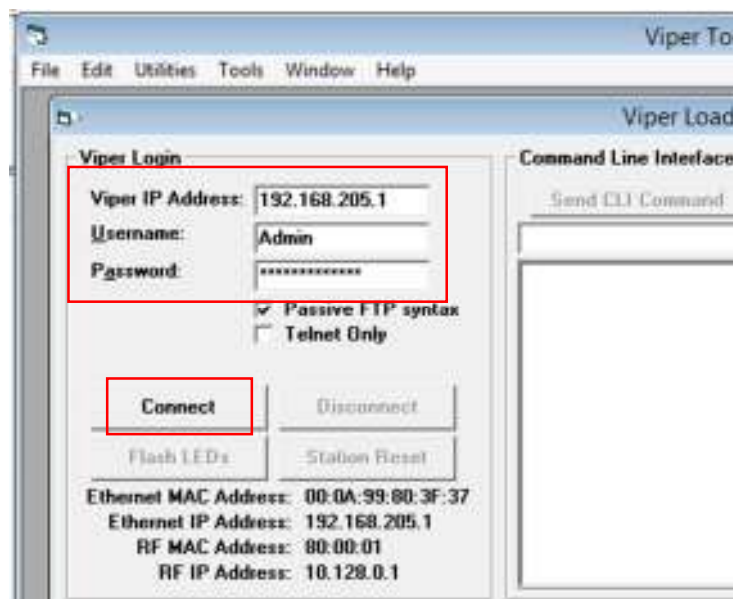 Viper To
File Edit Utilities Tools Window Help
Viper Load
Viper Login
Viper IP Address: 192.168.205.1
Username: Admin
Password: *************
Passive FTP syntax
Telnet Only
Connect Disconnect
Flash LEDs Station Reset
Ethernet MAC Address: 00:0A:99:80:3F:37
Ethernet IP Address: 192.168.205.1
RF MAC Address: 80:00:01
RF IP Address: 10.128.0.1
Command Line Interface
Send CLI Command